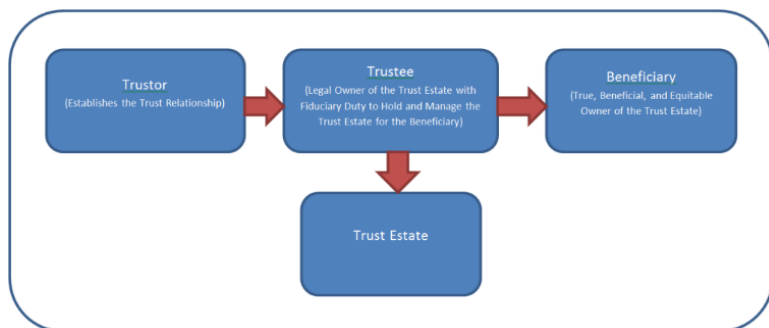 Trustor
(Establishes the Trust Relationship)
Trustee
(Legal Owner of the Trust Estate with
Fiduciary Duty to Hold and Manage the
Trust Estate for the Beneficiary)
Beneficiary
(True, Beneficial, and Equitable
Owner of the Trust Estate)
Trust Estate